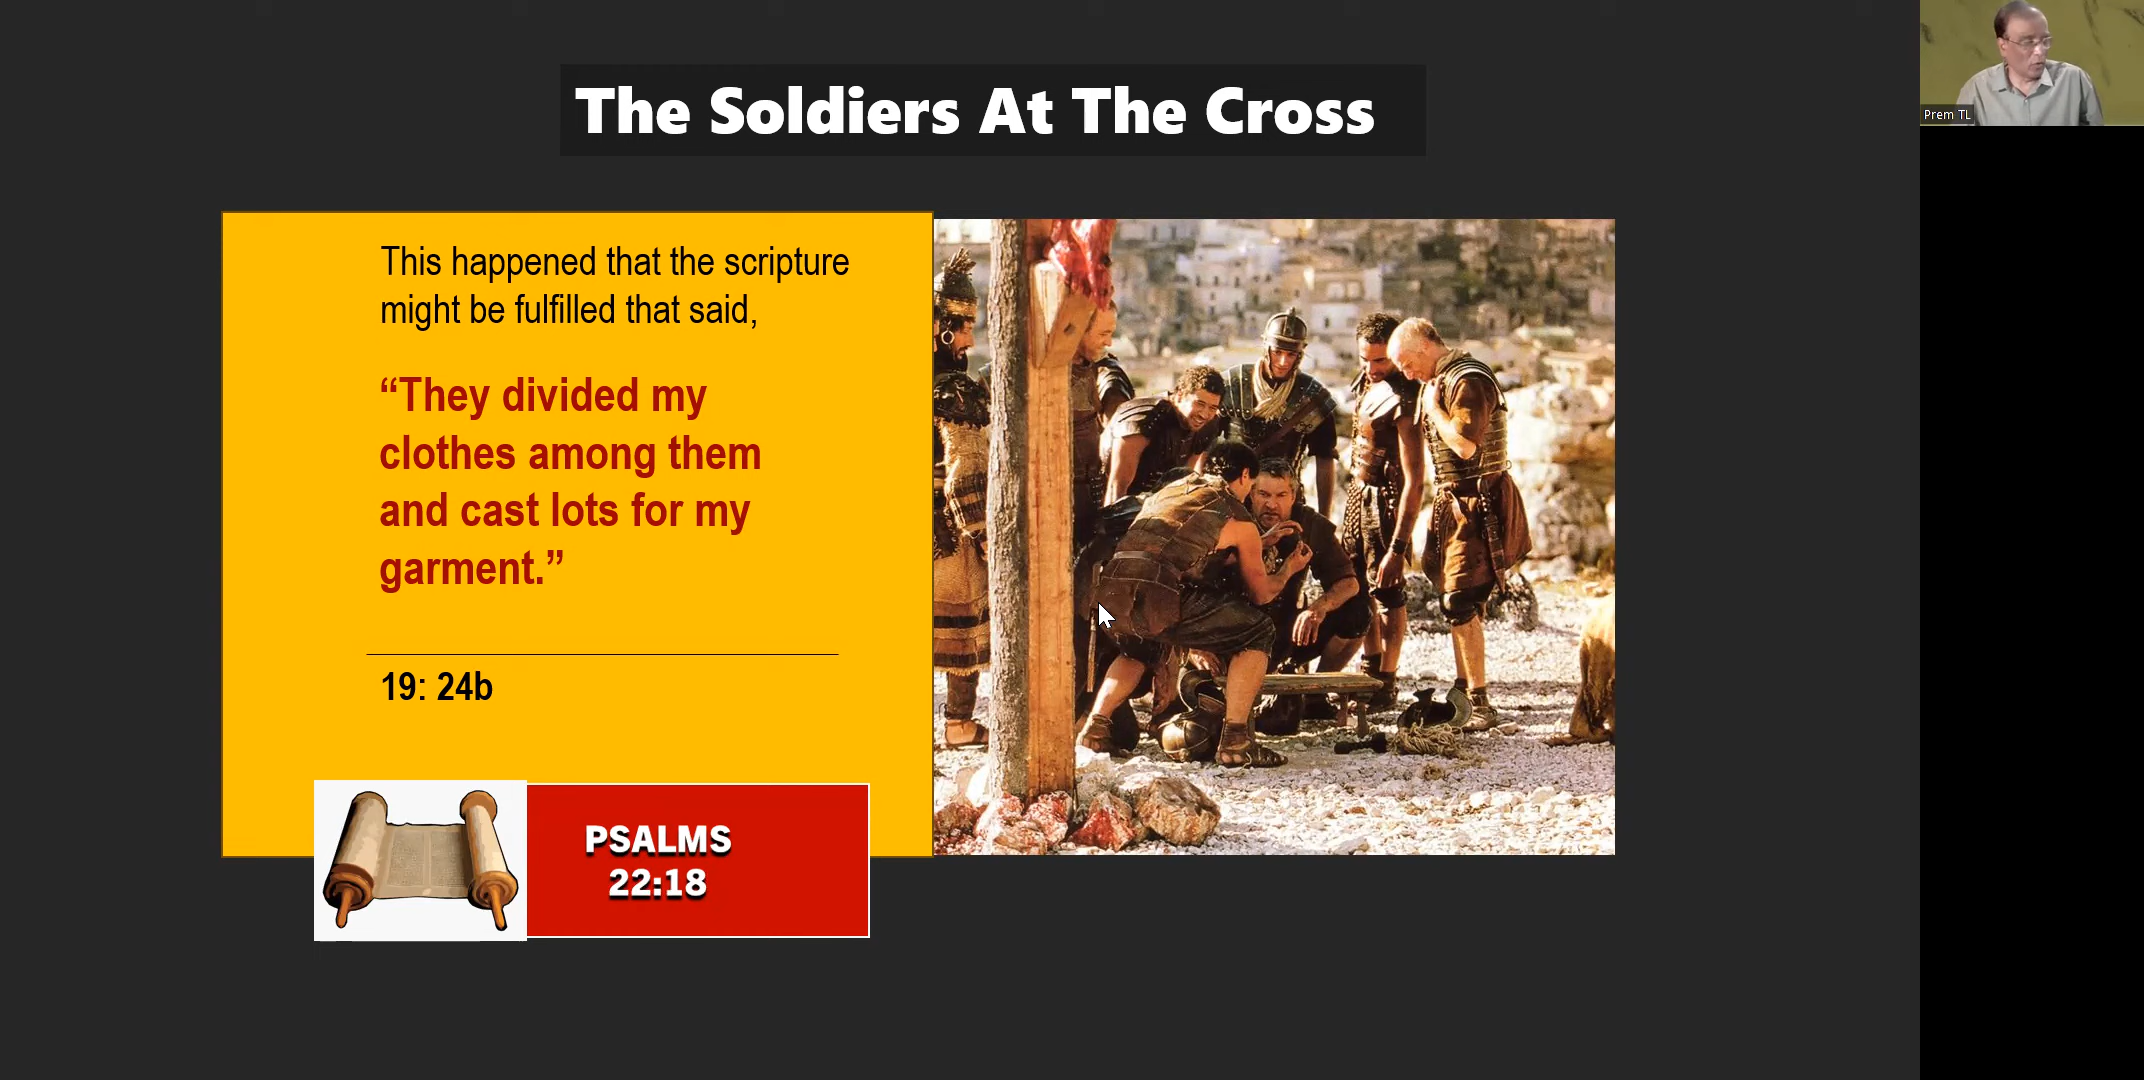 The Soldiers At The Cross
This happened that the scripture
might be fulfilled that said,
“They divided my
clothes among them
and cast lots for my
garment.”
19: 24b
PSALMS
22:18
Prem TL